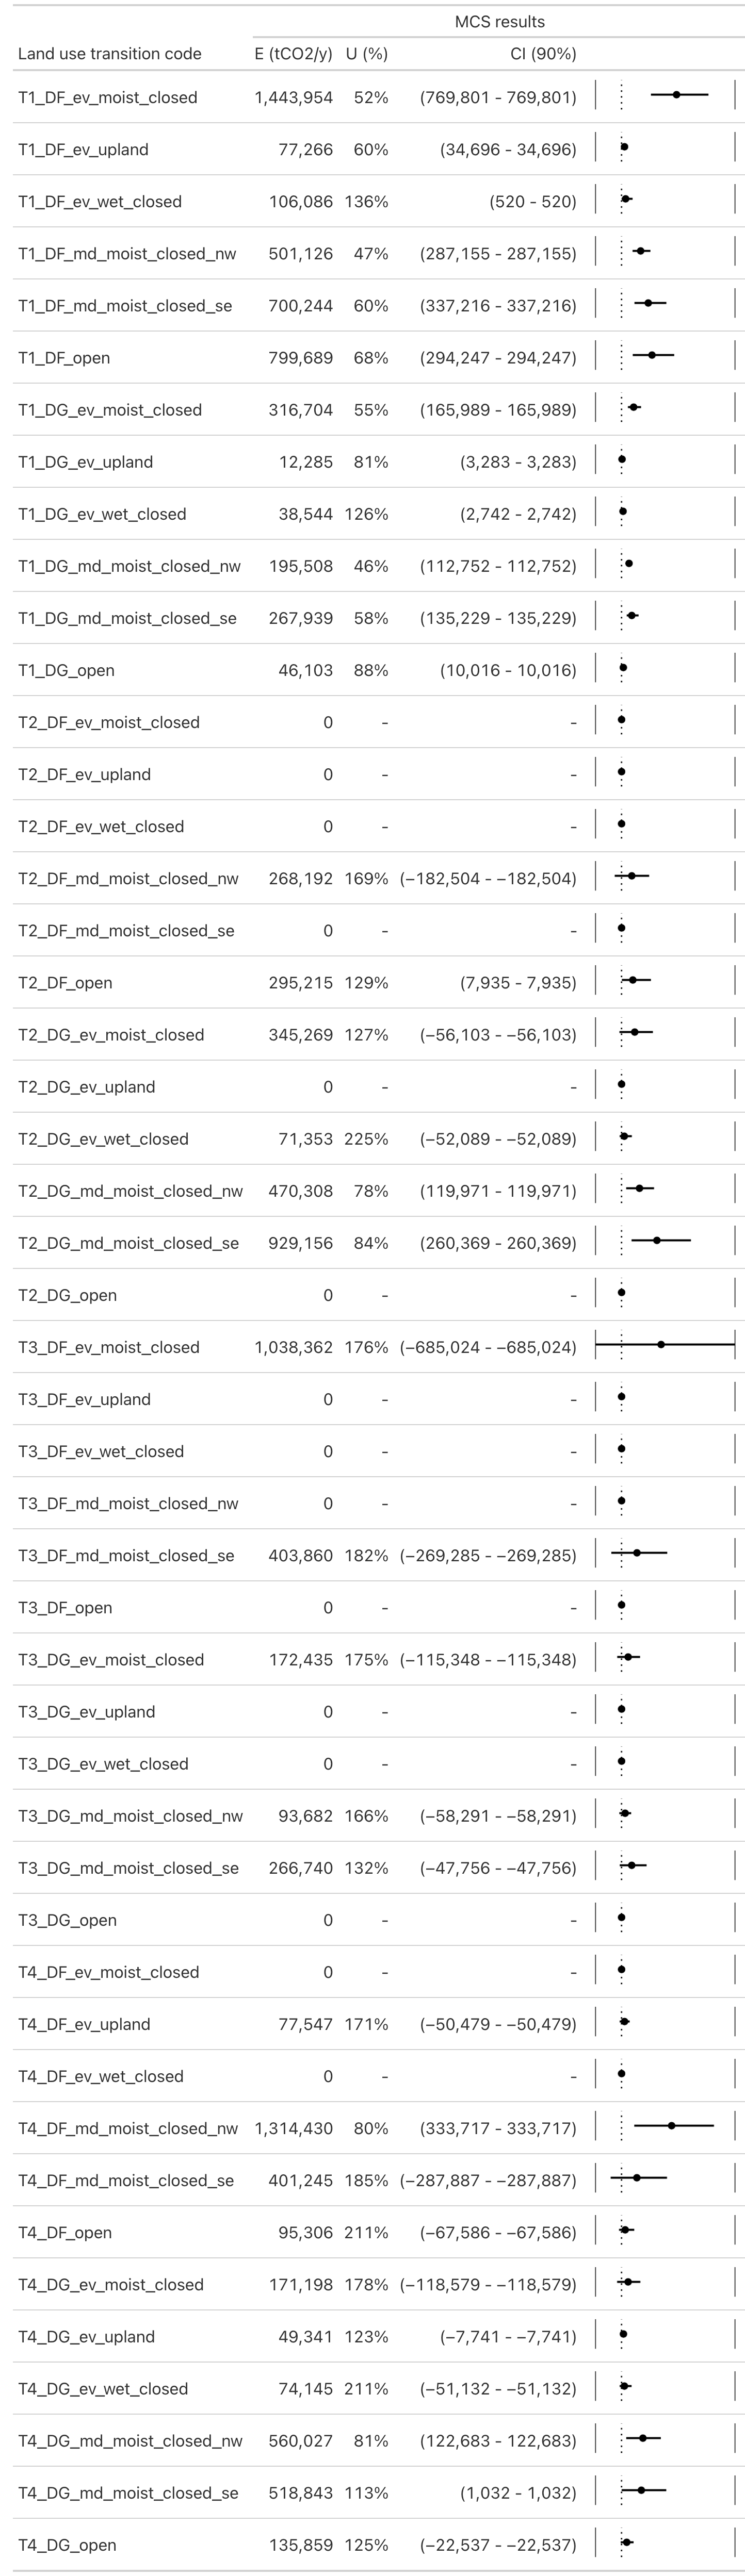 MCS results
Land use transition code E (tCO2/y) U (%) CI (90%)
T1_DF_ev_moist_closed 1,443,954 52% (769,801 - 769,801)
T1_DF_ev_upland 77,266 60% (34,696 - 34,696)
T1_DF_ev_wet_closed 106,086 136% (520 - 520)
T1_DF_md_moist_closed_nw 501,126 47% (287,155 - 287,155)
T1_DF_md_moist_closed_se 700,244 60% (337,216 - 337,216)
T1_DF_open 799,689 68% (294,247 - 294,247)
T1_DG_ev_moist_closed 316,704 55% (165,989 - 165,989)
T1_DG_ev_upland 12,285 81% (3,283 - 3,283)
T1_DG_ev_wet_closed 38,544 126% (2,742 - 2,742)
T1_DG_md_moist_closed_nw 195,508 46% (112,752 - 112,752)
T1_DG_md_moist_closed_se 267,939 58% (135,229 - 135,229)
T1_DG_open 46,103 88% (10,016 - 10,016)
T2_DF_ev_moist_closed 0 - -
T2_DF_ev_upland 0 - -
T2_DF_ev_wet_closed 0 - -
T2_DF_md_moist_closed_nw 268,192 169% (−182,504 - −182,504)
T2_DF_md_moist_closed_se 0 - -
T2_DF_open 295,215 129% (7,935 - 7,935)
T2_DG_ev_moist_closed 345,269 127% (−56,103 - −56,103)
T2_DG_ev_upland 0 - -
T2_DG_ev_wet_closed 71,353 225% (−52,089 - −52,089)
T2_DG_md_moist_closed_nw 470,308 78% (119,971 - 119,971)
T2_DG_md_moist_closed_se 929,156 84% (260,369 - 260,369)
T2_DG_open 0 - -
T3_DF_ev_moist_closed 1,038,362 176% (−685,024 - −685,024)
T3_DF_ev_upland 0 - -
T3_DF_ev_wet_closed 0 - -
T3_DF_md_moist_closed_nw 0 - -
T3_DF_md_moist_closed_se 403,860 182% (−269,285 - −269,285)
T3_DF_open 0 - -
T3_DG_ev_moist_closed 172,435 175% (−115,348 - −115,348)
T3_DG_ev_upland 0 - -
T3_DG_ev_wet_closed 0 - -
T3_DG_md_moist_closed_nw 93,682 166% (−58,291 - −58,291)
T3_DG_md_moist_closed_se 266,740 132% (−47,756 - −47,756)
T3_DG_open 0 - -
T4_DF_ev_moist_closed 0 - -
T4_DF_ev_upland 77,547 171% (−50,479 - −50,479)
T4_DF_ev_wet_closed 0 - -
T4_DF_md_moist_closed_nw 1,314,430 80% (333,717 - 333,717)
T4_DF_md_moist_closed_se 401,245 185% (−287,887 - −287,887)
T4_DF_open 95,306 211% (−67,586 - −67,586)
T4_DG_ev_moist_closed 171,198 178% (−118,579 - −118,579)
T4_DG_ev_upland 49,341 123% (−7,741 - −7,741)
T4_DG_ev_wet_closed 74,145 211% (−51,132 - −51,132)
T4_DG_md_moist_closed_nw 560,027 81% (122,683 - 122,683)
T4_DG_md_moist_closed_se 518,843 113% (1,032 - 1,032)
T4_DG_open 135,859 125% (−22,537 - −22,537)